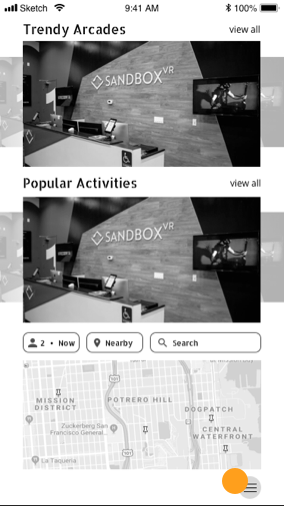 Sketch 9:41 AM 100%
Trendy Arcades view all
SANDBOX VR
Popular Activities view all
SANDBOX VR
2 • Now Nearby Search
101
MISSION DISTRICT
POTRERO HILL
DOGPATCH
Zuckerberg San Francisco General...
CENTRAL WATERFRONT
101
La Taqueria